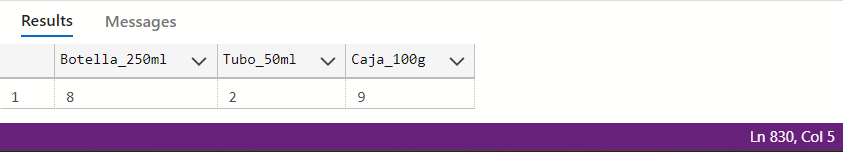 Results Messages
Botella_250ml Tubo_50ml Caja_100g
1 8 2 9
Ln 830, Col 5